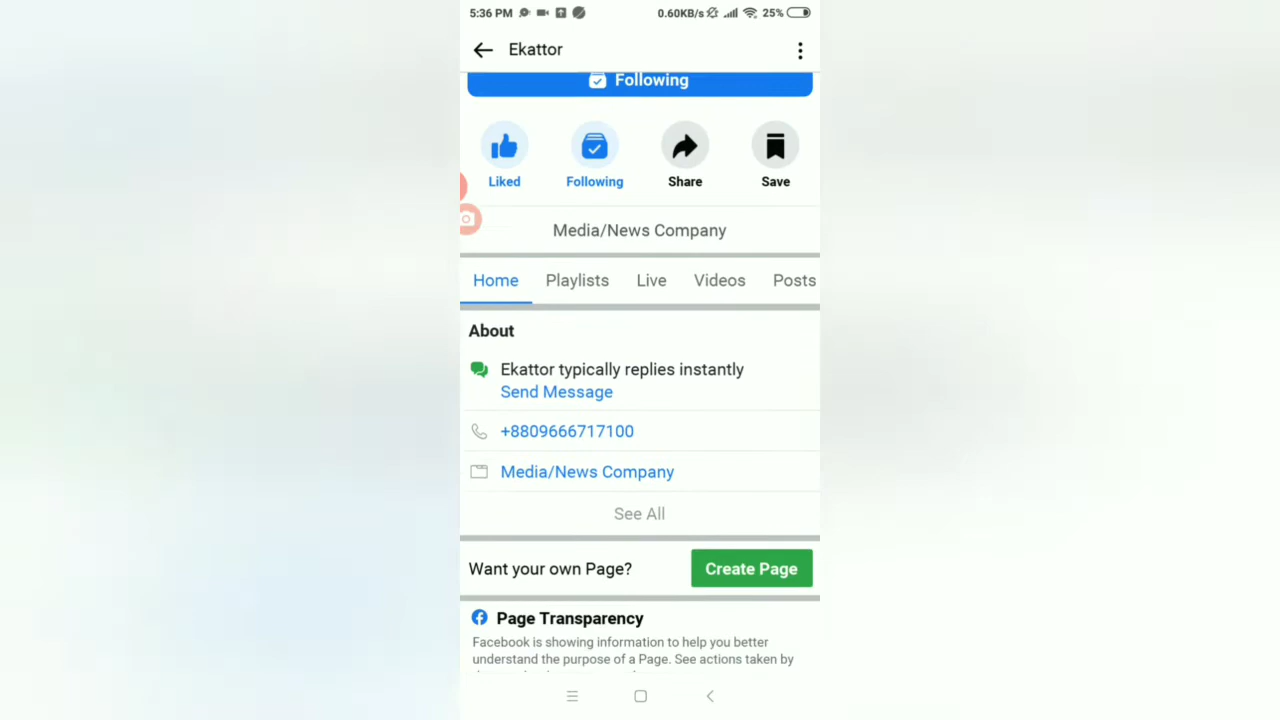 5:36 PM 0.60KB/s 25%
Ekattor
Following
Liked Following Share Save
Media/News Company
Home Playlists Live Videos Posts
About
Ekattor typically replies instantly
Send Message
+8809666717100
Media/News Company
See All
Want your own Page? Create Page
Page Transparency
Facebook is showing information to help you better
understand the purpose of a Page. See actions taken by